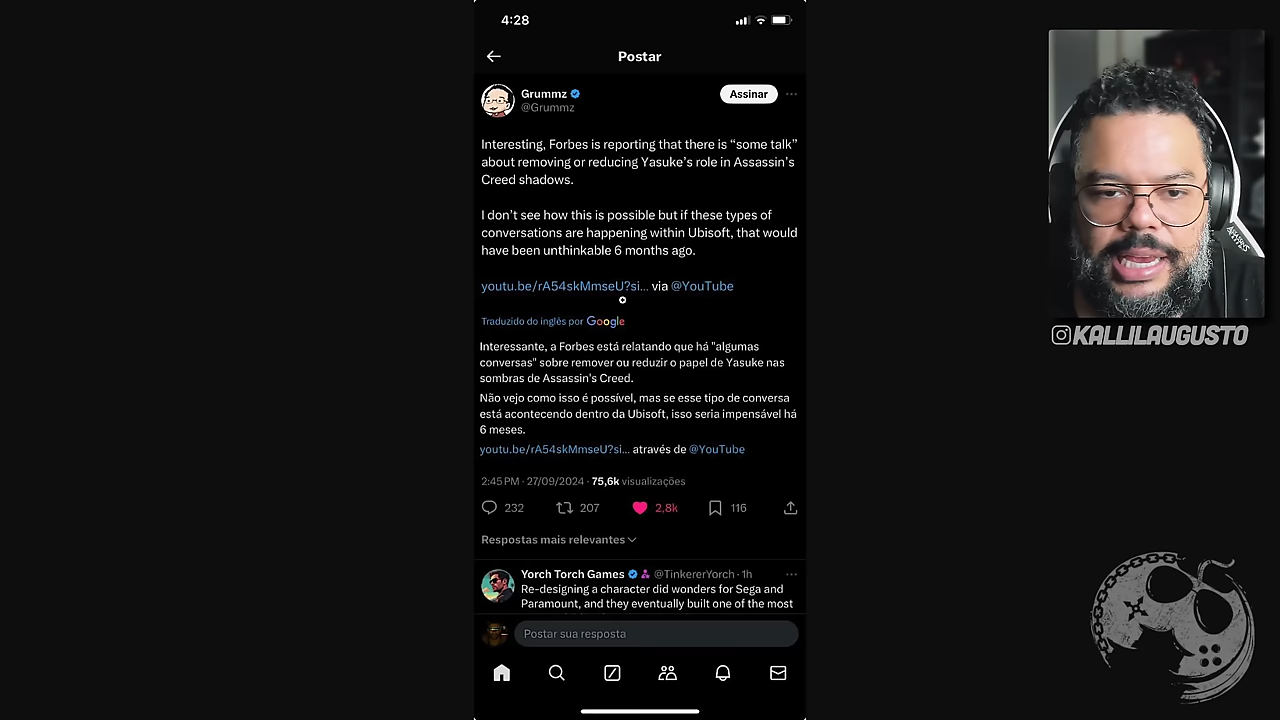 4:28
Postar
Grummz
@Grummz
Assinar
Interesting, Forbes is reporting that there is “some talk”
about removing or reducing Yasuke’s role in Assassin’s
Creed shadows.
I don’t see how this is possible but if these types of
conversations are happening within Ubisoft, that would
have been unthinkable 6 months ago.
youtu.be/rA54skMmseU?si... via @YouTube
Traduzido do inglês por Google
Interessante, a Forbes está relatando que há "algumas
conversas" sobre remover ou reduzir o papel de Yasuke nas
sombras de Assassin's Creed.
Não vejo como isso é possível, mas se esse tipo de conversa
está acontecendo dentro da Ubisoft, isso seria impensável há
6 meses.
youtu.be/rA54skMmseU?si... através de @YouTube
2:45 PM · 27/09/2024 · 75,6k visualizações
232 207 2,8k 116
Respostas mais relevantes
Yorch Torch Games @TinkererYorch · 1h
Re-designing a character did wonders for Sega and
Paramount, and they eventually built one of the most
Postar sua resposta
KALLILAUGUSTO